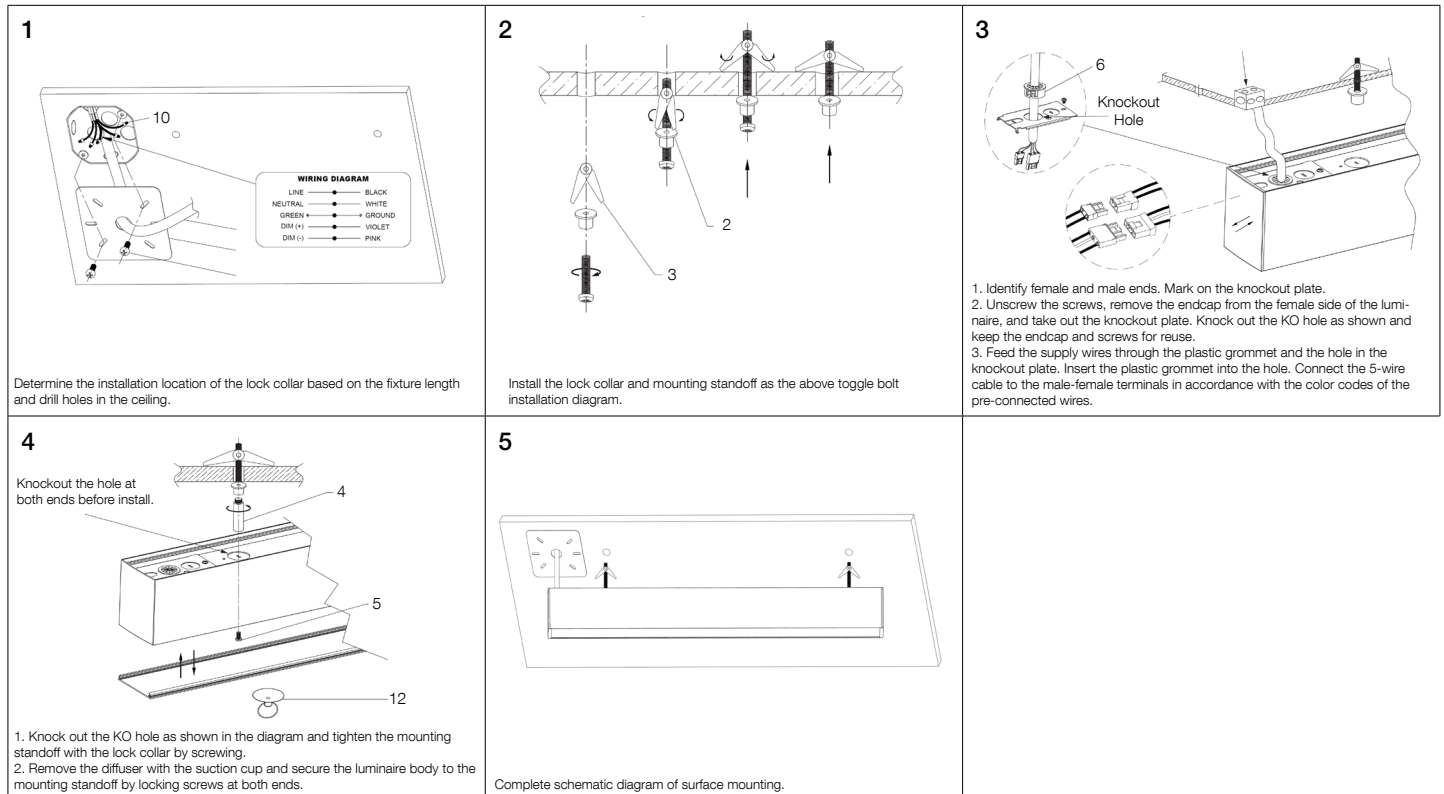 1
10
WIRING DIAGRAM
LINE BLACK
NEUTRAL WHITE
GREEN GROUND
DIM (+) VIOLET
DIM (-) PINK
Determine the installation location of the lock collar based on the fixture length
and drill holes in the ceiling.
2
2
3
Install the lock collar and mounting standoff as the above toggle bolt
installation diagram.
3
6
Knockout
Hole
1. Identify female and male ends. Mark on the knockout plate.
2. Unscrew the screws, remove the endcap from the female side of the lumi-
naire, and take out the knockout plate. Knock out the KO hole as shown and
keep the endcap and screws for reuse.
3. Feed the supply wires through the plastic grommet and the hole in the
knockout plate. Insert the plastic grommet into the hole. Connect the 5-wire
cable to the male-female terminals in accordance with the color codes of the
pre-connected wires.
4
Knockout the hole at
both ends before install.
4
5
12
1. Knock out the KO hole as shown in the diagram and tighten the mounting
standoff with the lock collar by screwing.
2. Remove the diffuser with the suction cup and secure the luminaire body to the
mounting standoff by locking screws at both ends.
5
Complete schematic diagram of surface mounting.